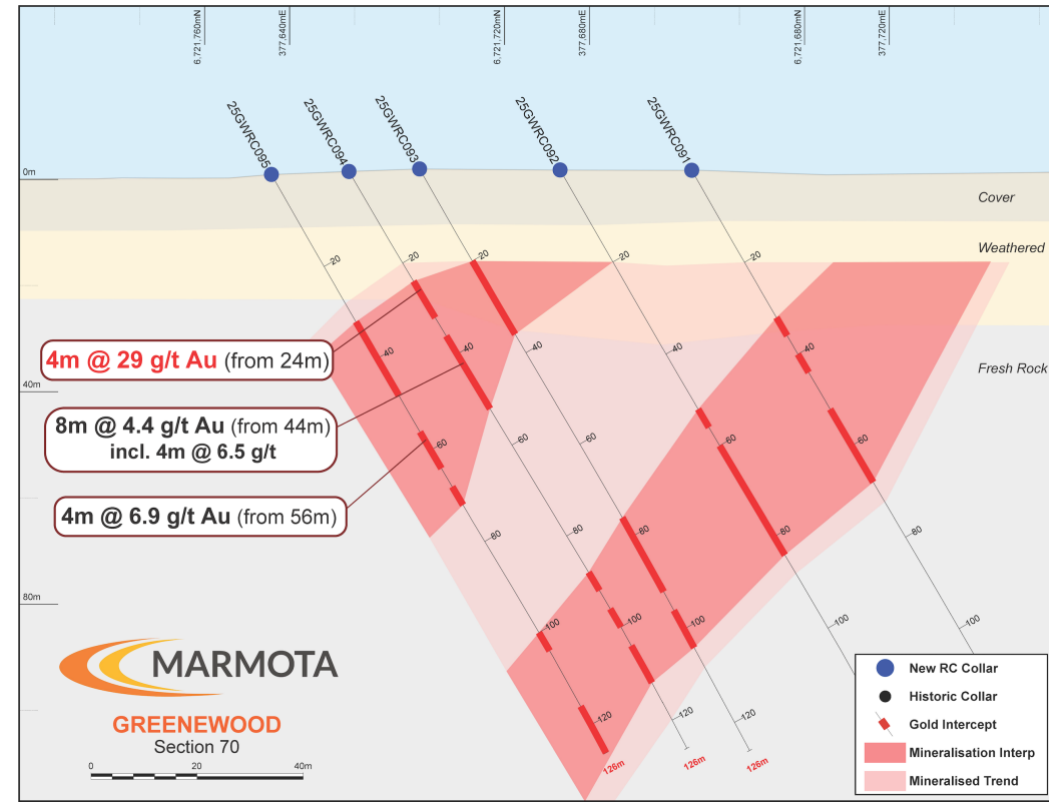 6,721,760mN
377,640mE
6,721,720mN
377,680mE
6,721,680mN
377,720mE
25GWRC095
25GWRC094
25GWRC093
25GWRC092
25GWRC091
0m
40m
80m
Cover
Weathered
Fresh Rock
20
20
20
20
20
40
40
40
40
40
60
60
60
60
60
80
80
80
80
80
100
100
100
100
100
120
120
120
126m
126m
126m
4m @ 29 g/t Au (from 24m)
8m @ 4.4 g/t Au (from 44m)
incl. 4m @ 6.5 g/t
4m @ 6.9 g/t Au (from 56m)
MARMOTA
GREENEWOOD
Section 70
0 20 40m
New RC Collar
Historic Collar
Gold Intercept
Mineralisation Interp
Mineralised Trend